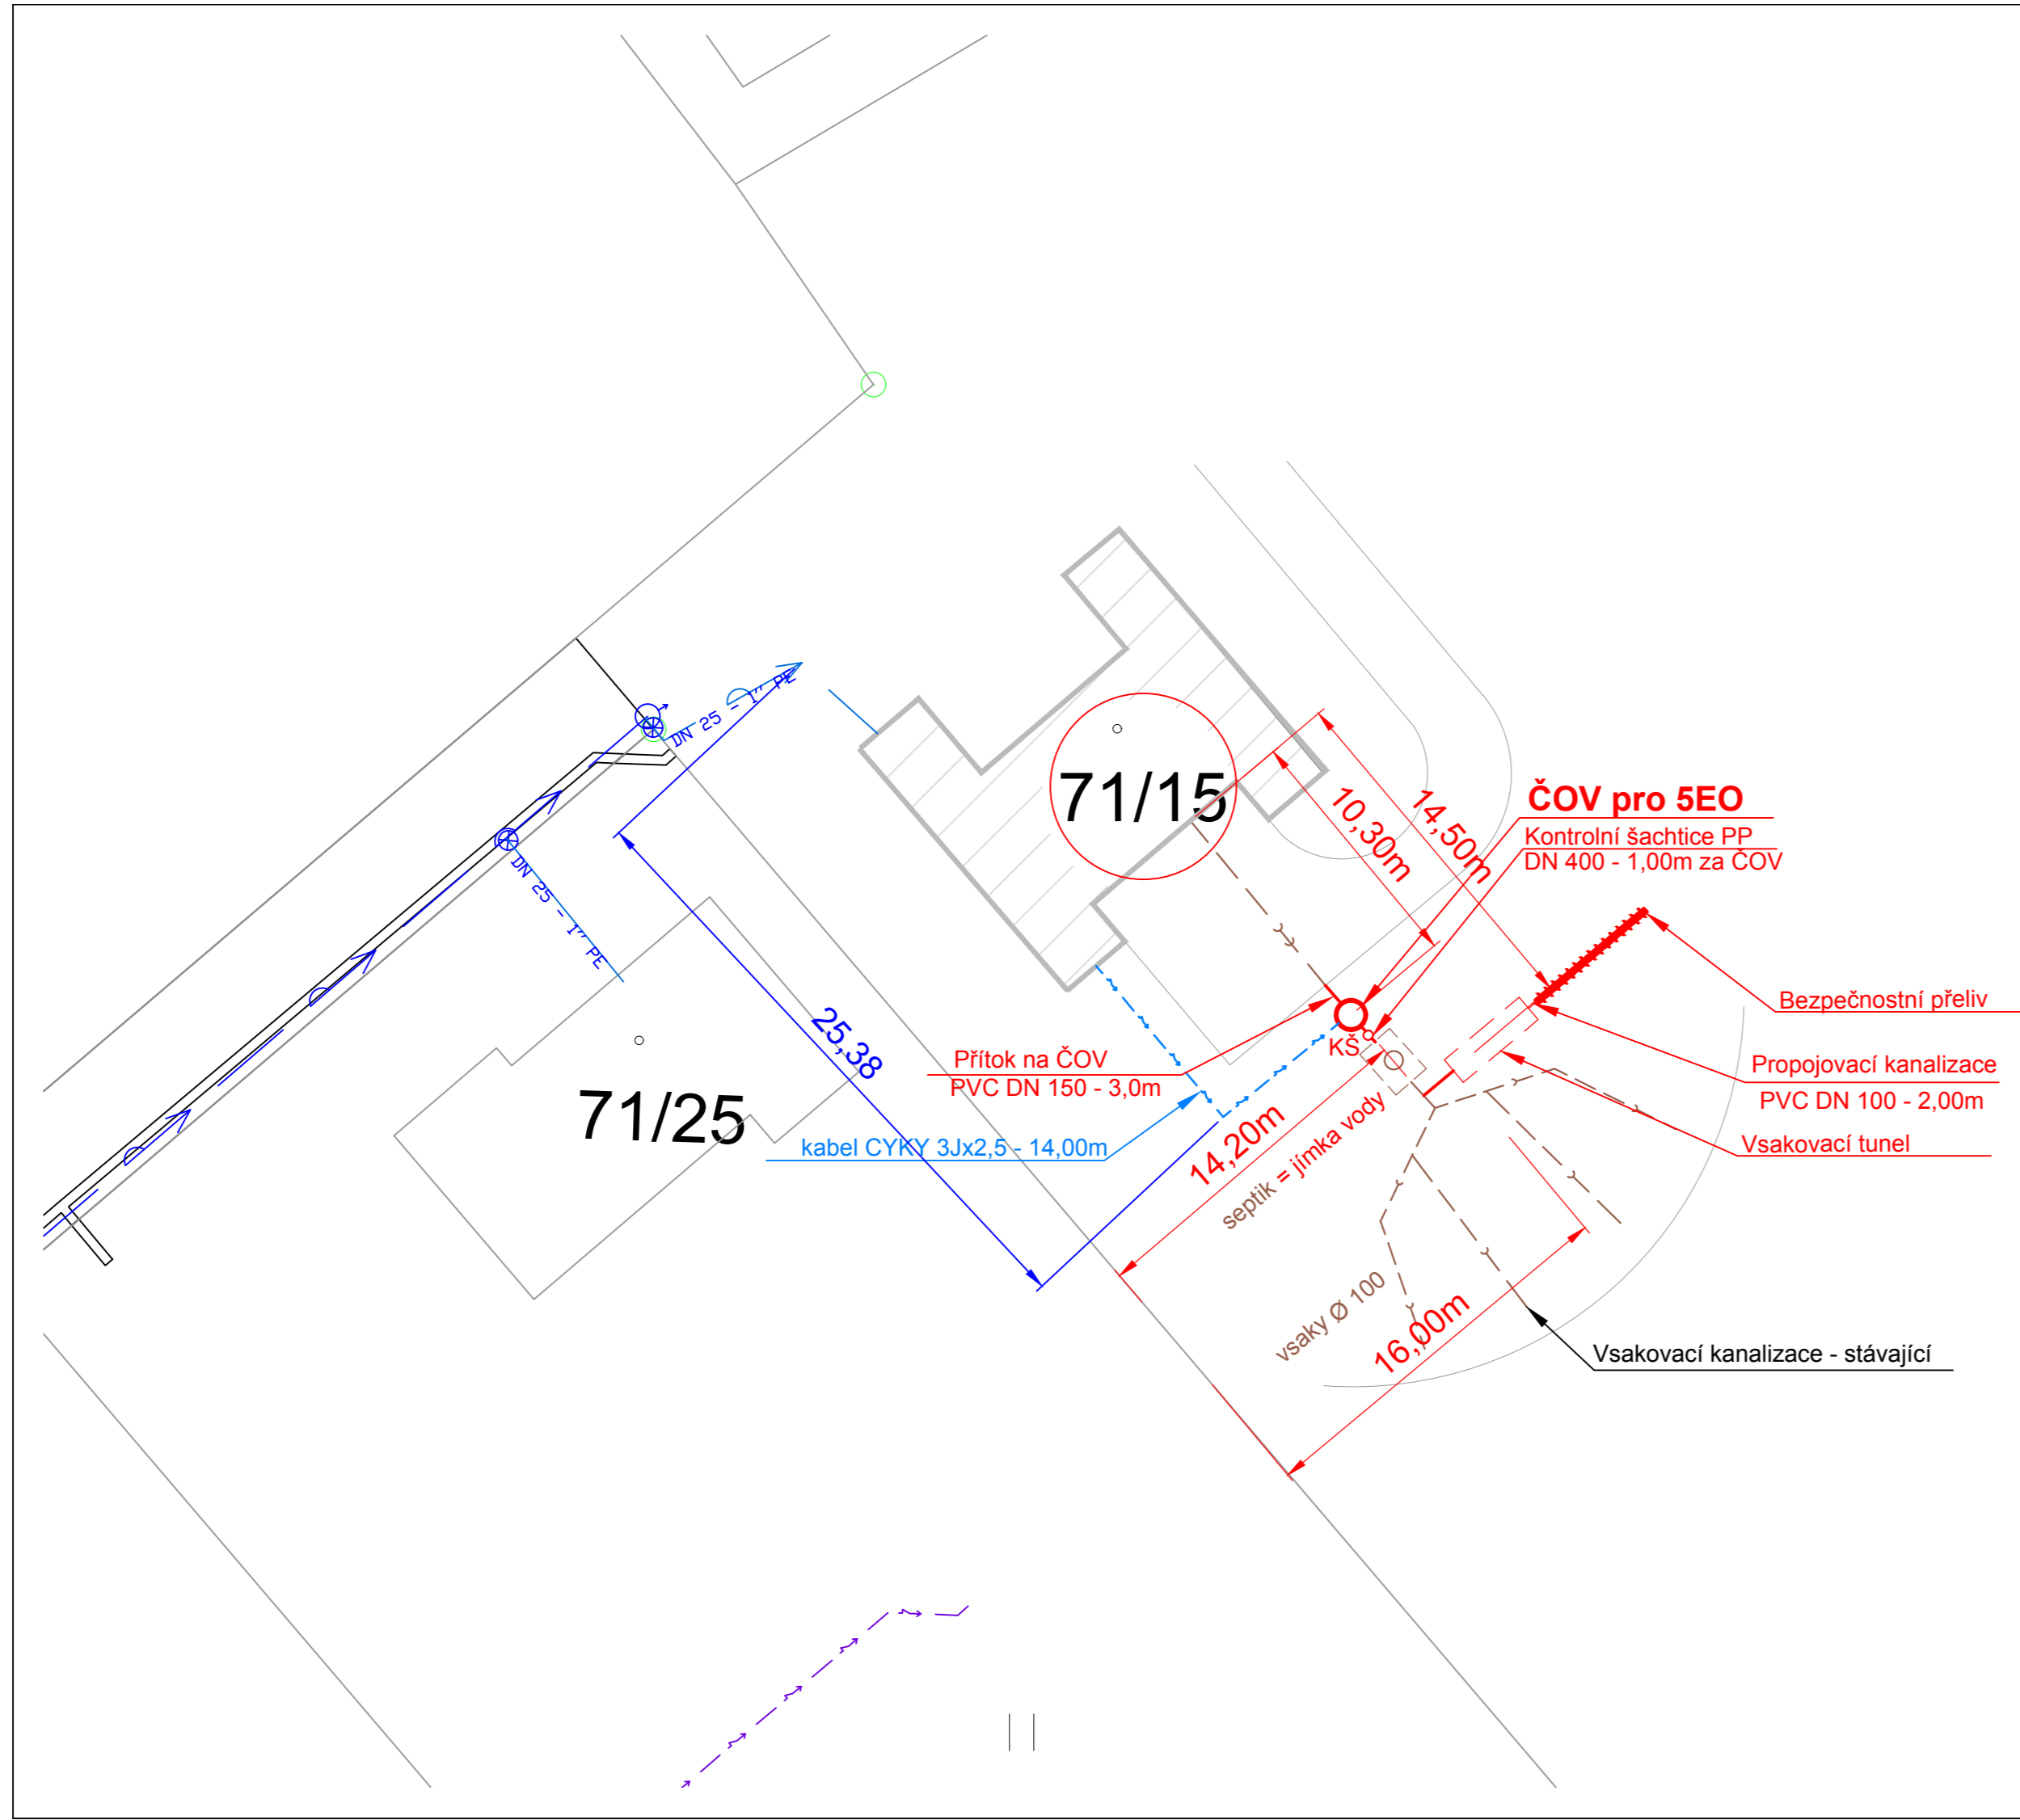 DN 25 - 1'' PE
71/15
10,30m
14,50m
ČOV pro 5EO
Kontrolní šachtice PP
DN 400 - 1,00m za ČOV
DN 25 - 1'' PE
Bezpečnostní přeliv
25,38
KŠ
Přítok na ČOV
PVC DN 150 - 3,0m
Propojovací kanalizace
PVC DN 100 - 2,00m
71/25
kabel CYKY 3Jx2,5 - 14,00m
14,20m
septik = jímka vody
Vsakovací tunel
vsaky Ø 100
16,00m
Vsakovací kanalizace - stávající